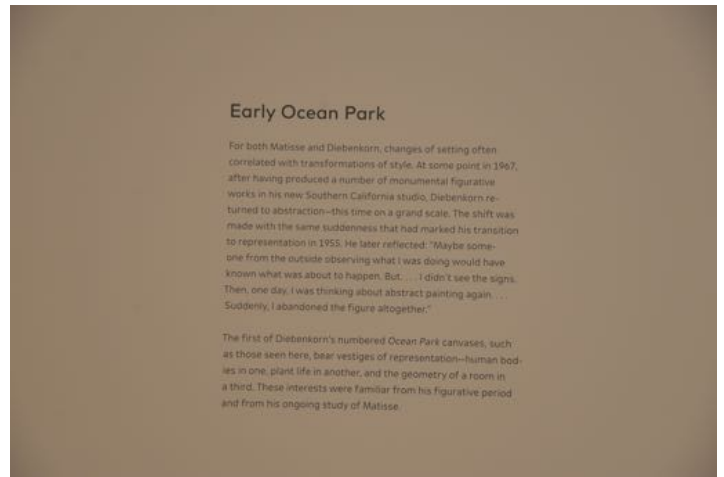 Early Ocean Park
For both Matisse and Diebenkorn, changes of setting often
correlated with transformations of style. At some point in 1967,
after having produced a number of monumental figurative
works in his new Southern California studio, Diebenkorn re-
turned to abstraction—this time on a grand scale. The shift was
made with the same suddenness that had marked his transition
to representation in 1955. He later reflected: "Maybe some-
one from the outside observing what I was doing would have
known what was about to happen. But. . . . I didn't see the signs.
Then, one day, I was thinking about abstract painting again. . . .
Suddenly, I abandoned the figure altogether."
The first of Diebenkorn's numbered Ocean Park canvases, such
as those seen here, bear vestiges of representation—human bod-
ies in one, plant life in another, and the geometry of a room in
a third. These interests were familiar from his figurative period
and from his ongoing study of Matisse.